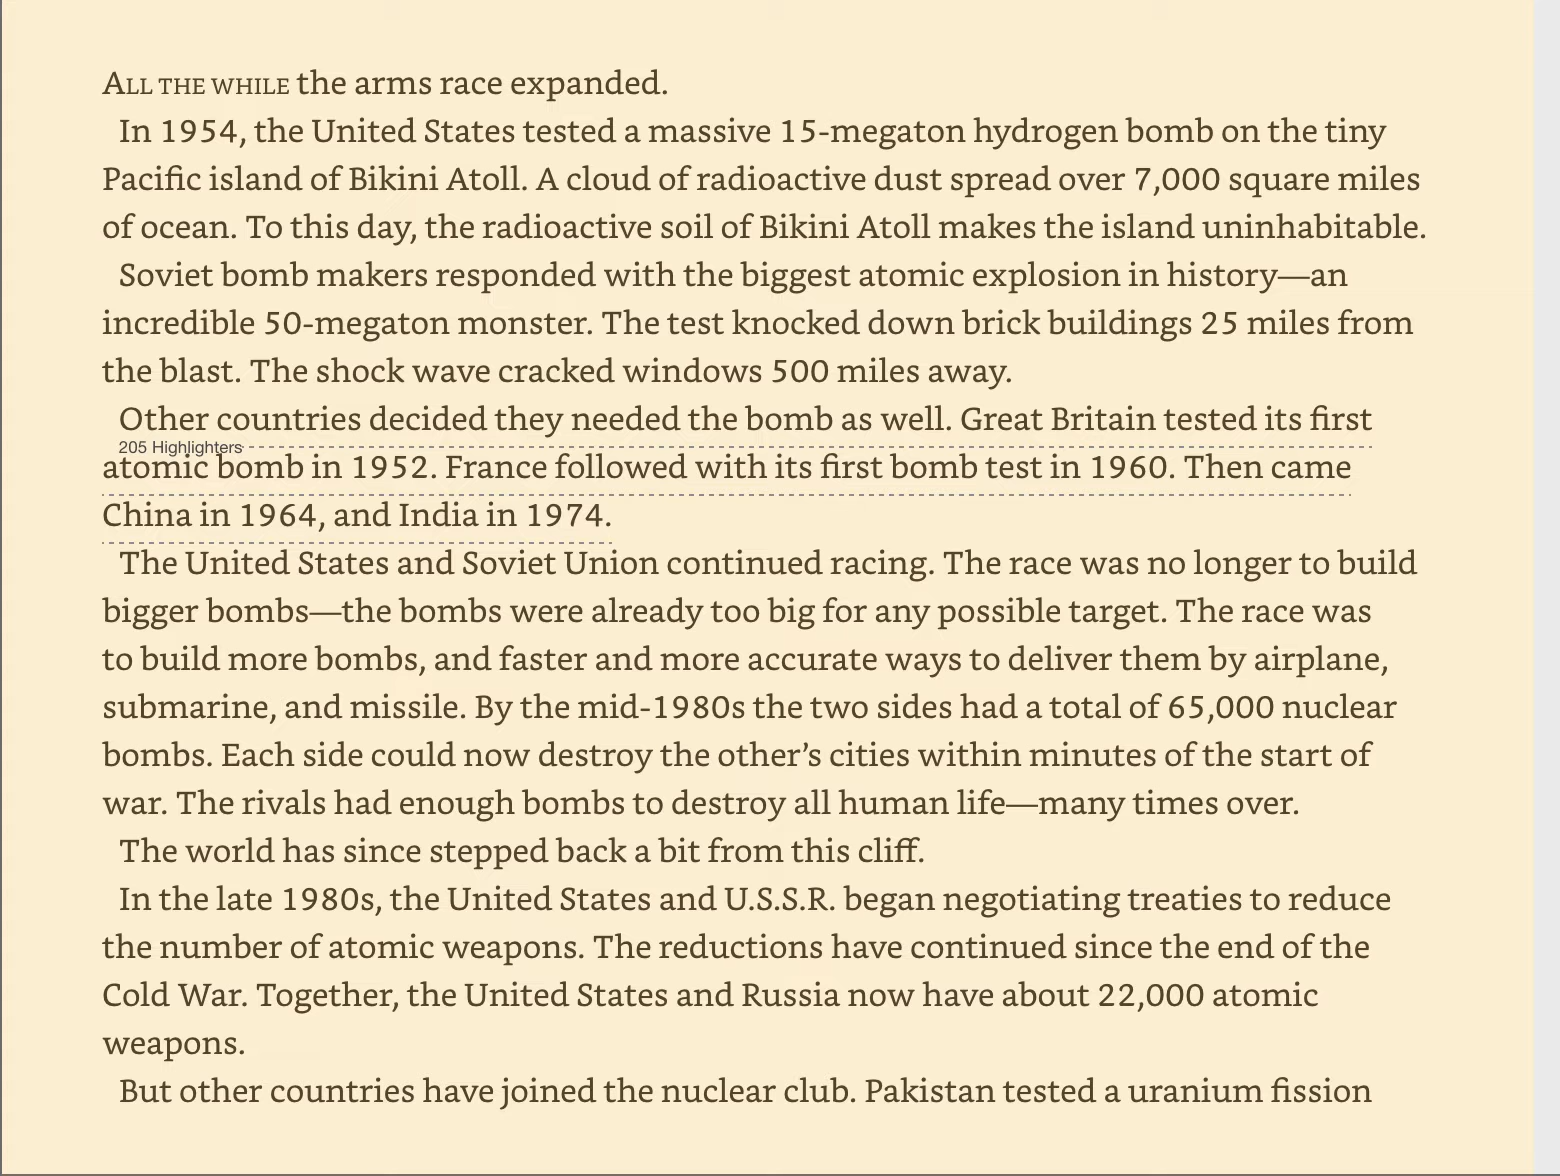 ALL THE WHILE the arms race expanded.
In 1954, the United States tested a massive 15-megaton hydrogen bomb on the tiny
Pacific island of Bikini Atoll. A cloud of radioactive dust spread over 7,000 square miles
of ocean. To this day, the radioactive soil of Bikini Atoll makes the island uninhabitable.
Soviet bomb makers responded with the biggest atomic explosion in history—an
incredible 50-megaton monster. The test knocked down brick buildings 25 miles from
the blast. The shock wave cracked windows 500 miles away.
Other countries decided they needed the bomb as well. Great Britain tested its first
205 Highlighters
atomic bomb in 1952. France followed with its first bomb test in 1960. Then came
China in 1964, and India in 1974.
The United States and Soviet Union continued racing. The race was no longer to build
bigger bombs—the bombs were already too big for any possible target. The race was
to build more bombs, and faster and more accurate ways to deliver them by airplane,
submarine, and missile. By the mid-1980s the two sides had a total of 65,000 nuclear
bombs. Each side could now destroy the other’s cities within minutes of the start of
war. The rivals had enough bombs to destroy all human life—many times over.
The world has since stepped back a bit from this cliff.
In the late 1980s, the United States and U.S.S.R. began negotiating treaties to reduce
the number of atomic weapons. The reductions have continued since the end of the
Cold War. Together, the United States and Russia now have about 22,000 atomic
weapons.
But other countries have joined the nuclear club. Pakistan tested a uranium fission